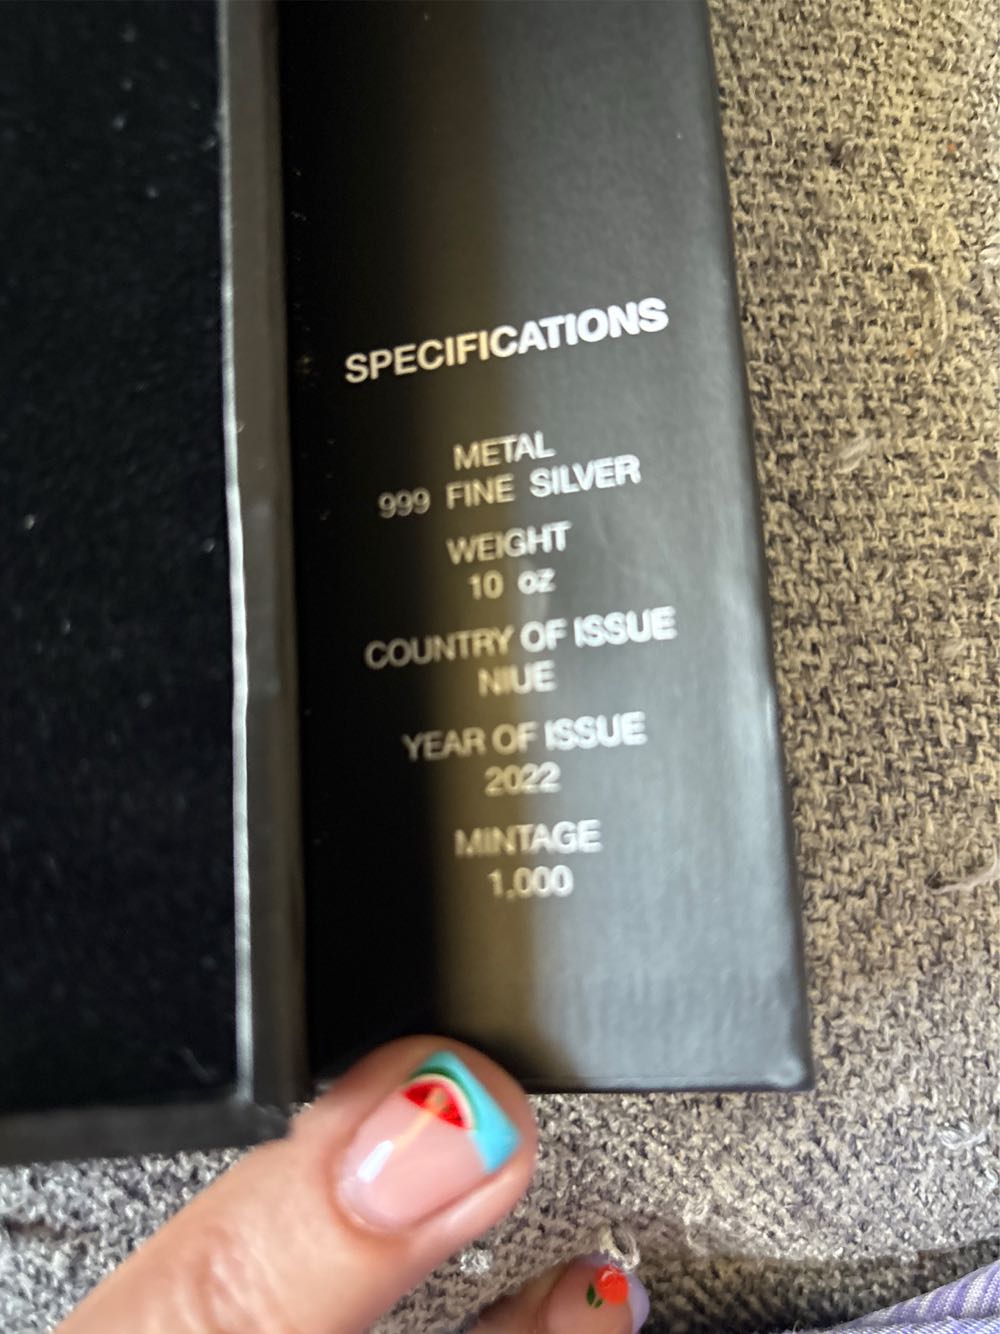 SPECIFICATIONS
METAL
999 FINE SILVER
WEIGHT
10 oz
COUNTRY OF ISSUE
NIUE
YEAR OF ISSUE
2022
MINTAGE
1,000